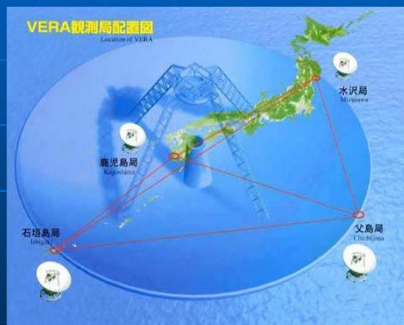 VERA観測局配置図
Location of VERA
水沢局
Mizusawa
鹿児島局
Kagoshima
石垣島局
Ishigaki
父島局
Chichijima